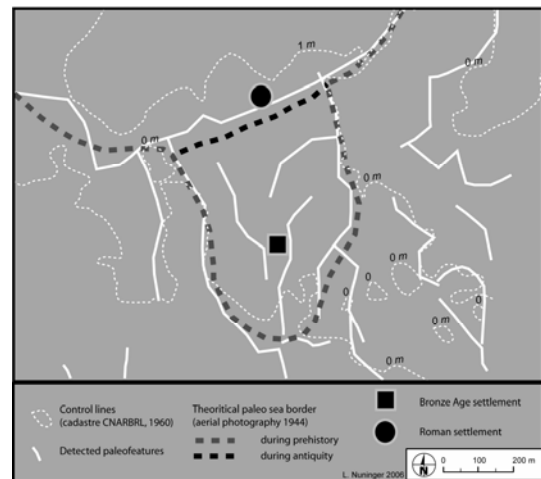 1 m
0 m
0 m
0 m
0 m
0
0
0 m
0
0 m
0 m
Control lines
(cadastre CNARBRL, 1960)
Detected paleofeatures
Theoritical paleo sea border
(aerial photography 1944)
during prehistory
during antiquity
Bronze Age settlement
Roman settlement
L. Nuninger 2006
N
0 100 200 m